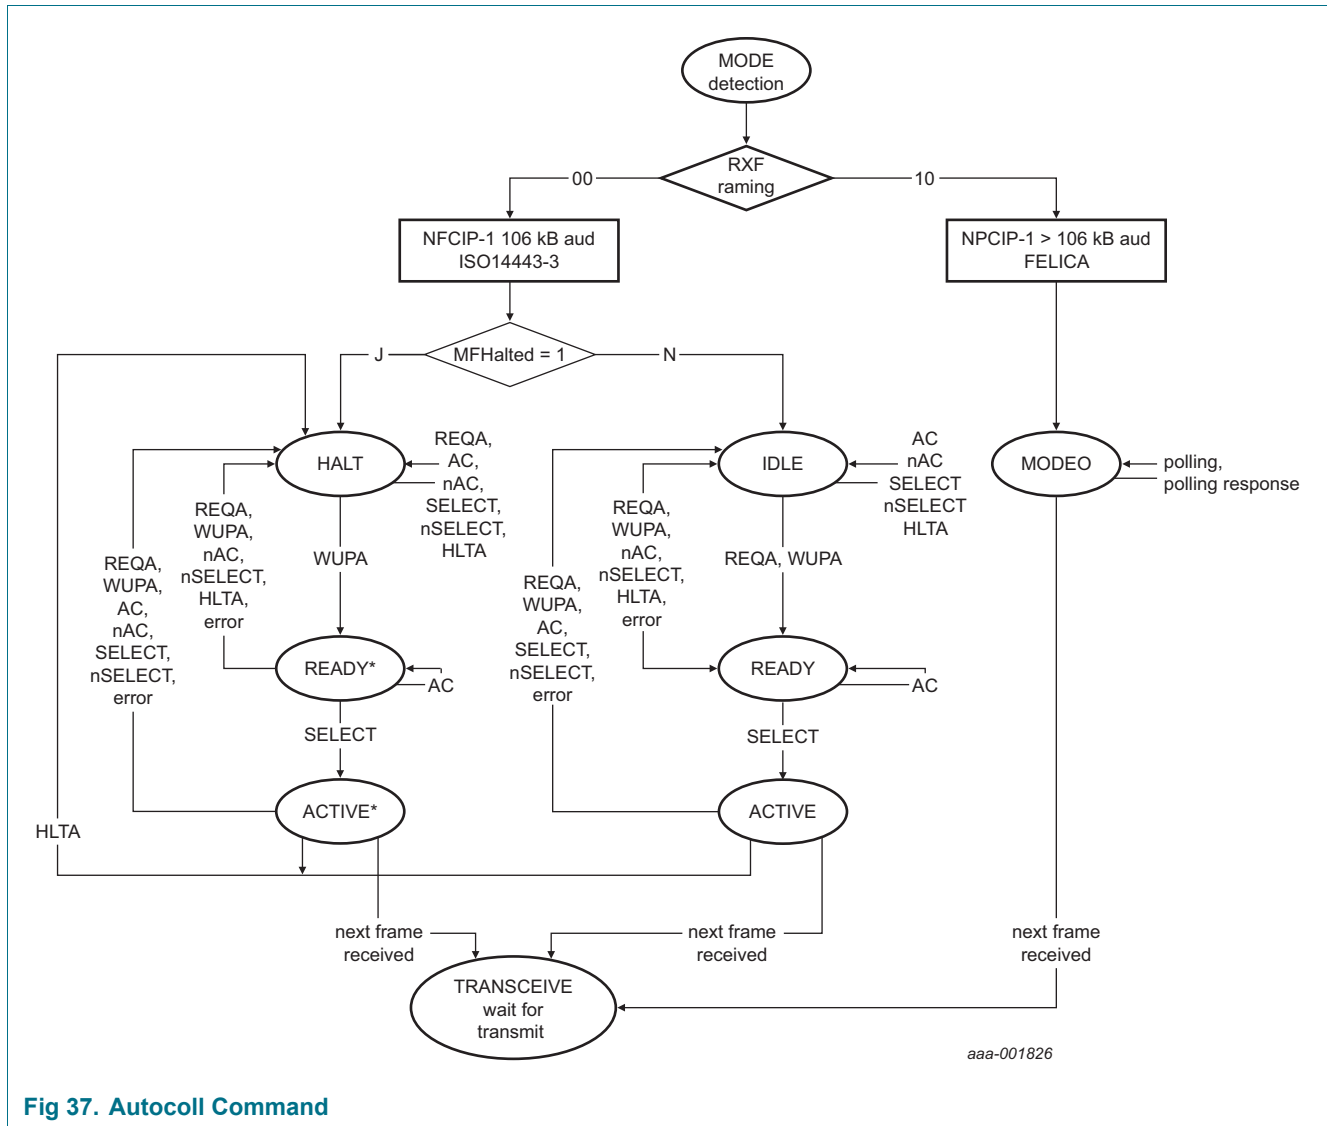 MODE
detection
RXF
raming
00
10
NFCIP-1 106 kB aud
ISO14443-3
NPCIP-1 > 106 kB aud
FELICA
J
MFHalted = 1
N
HALT
REQA,
AC,
nAC,
SELECT,
nSELECT,
HLTA
IDLE
AC
nAC
SELECT
nSELECT
HLTA
MODEO
polling,
polling response
REQA,
WUPA,
AC,
nAC,
SELECT,
nSELECT,
error
REQA,
WUPA,
nAC,
nSELECT,
HLTA,
error
WUPA
REQA,
WUPA,
AC,
SELECT,
nSELECT,
error
REQA,
WUPA,
nAC,
nSELECT,
HLTA,
error
REQA, WUPA
READY*
AC
READY
AC
SELECT
SELECT
ACTIVE*
ACTIVE
HLTA
next frame
received
next frame
received
next frame
received
TRANSCEIVE
wait for
transmit
aaa-001826
Fig 37. Autocoll Command